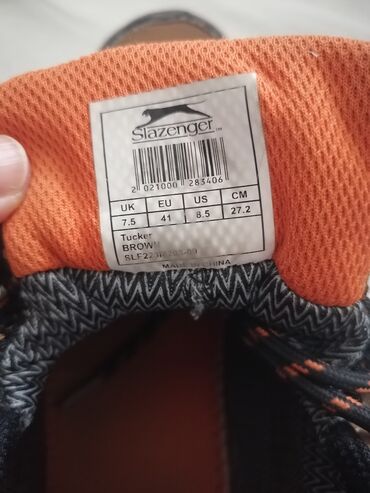 Slazenger
2 021000 283406
UK EU US CM
7.5 41 8.5 27.2
Tucker
BROWN
MADE IN CHINA